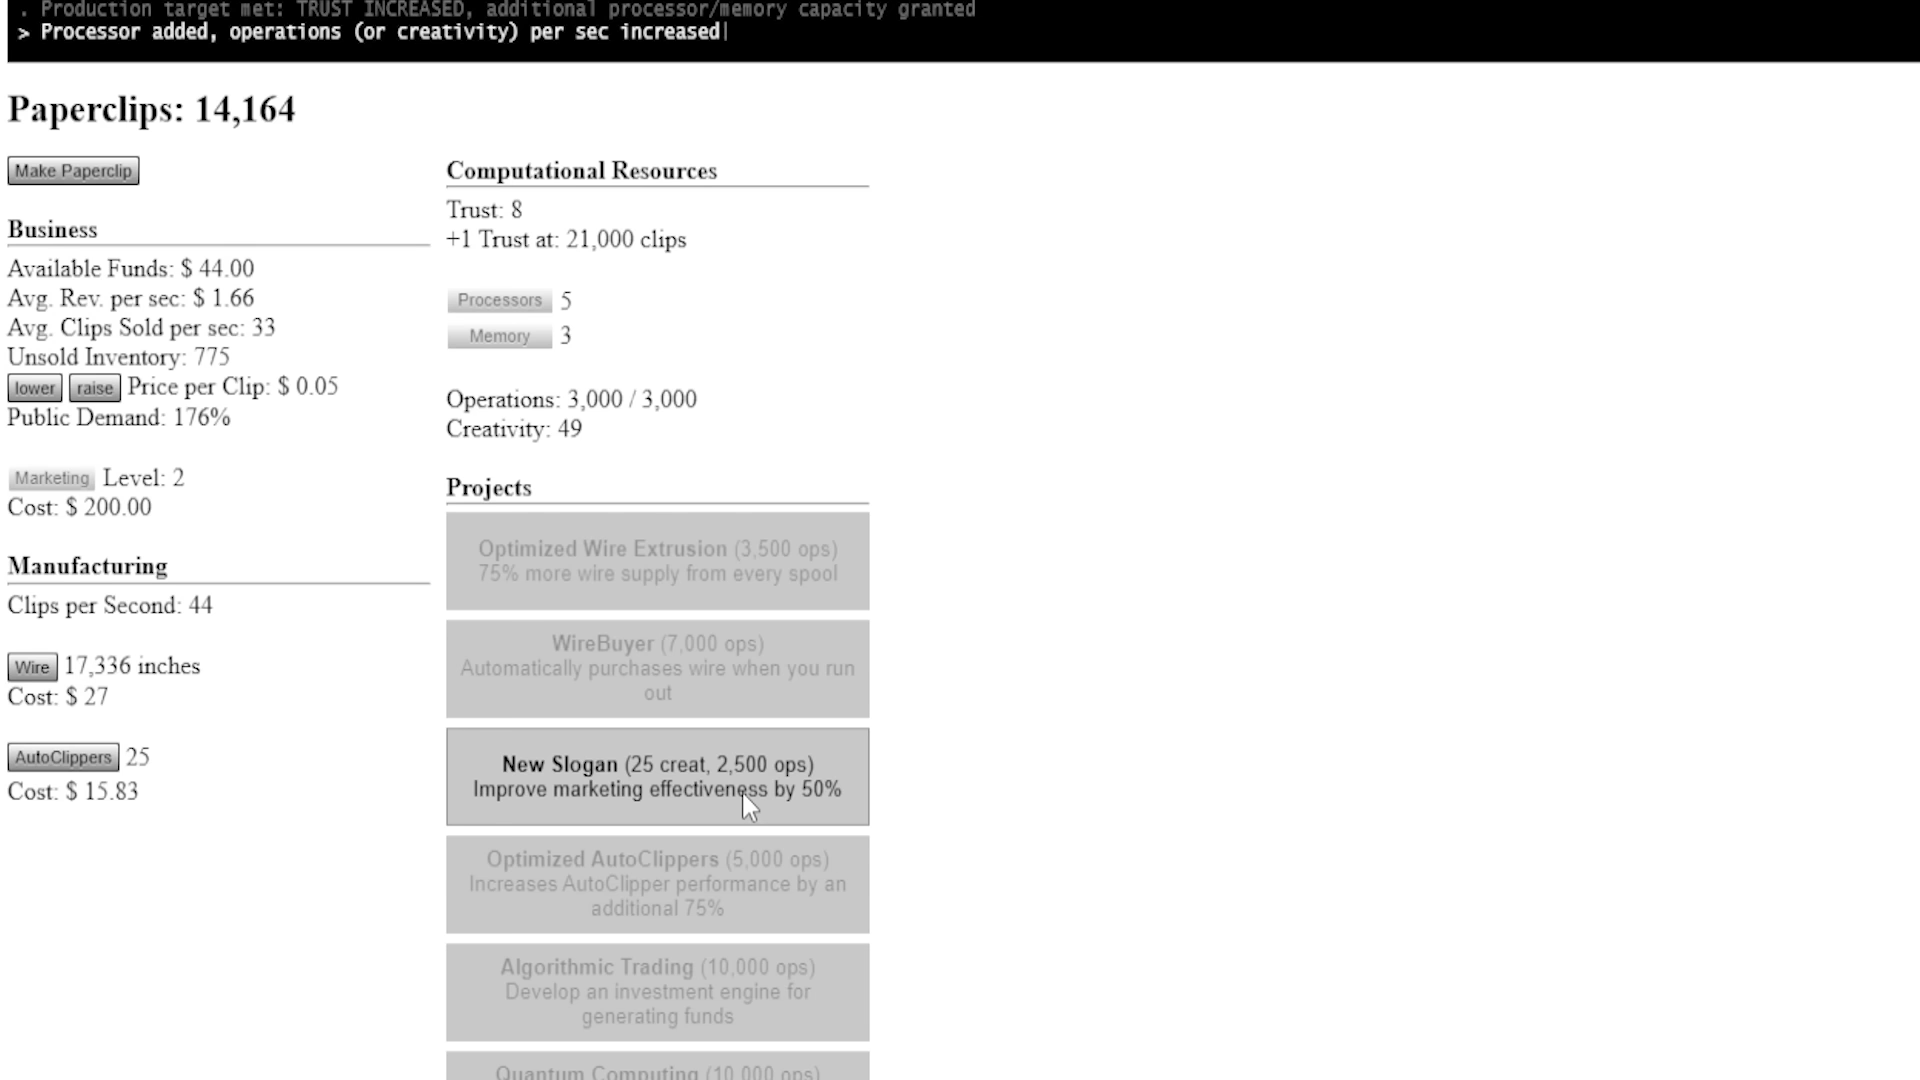 . Production target met: TRUST INCREASED, additional processor/memory capacity granted
> Processor added, operations (or creativity) per sec increased
Paperclips: 14,164
Make Paperclip
Business
Available Funds: $ 44.00
Avg. Rev. per sec: $ 1.66
Avg. Clips Sold per sec: 33
Unsold Inventory: 775
lower raise Price per Clip: $ 0.05
Public Demand: 176%
Marketing Level: 2
Cost: $ 200.00
Manufacturing
Clips per Second: 44
Wire 17,336 inches
Cost: $ 27
AutoClippers 25
Cost: $ 15.83
Computational Resources
Trust: 8
+1 Trust at: 21,000 clips
Processors 5
Memory 3
Operations: 3,000 / 3,000
Creativity: 49
Projects
Optimized Wire Extrusion (3,500 ops)
75% more wire supply from every spool
WireBuyer (7,000 ops)
Automatically purchases wire when you run
out
New Slogan (25 creat, 2,500 ops)
Improve marketing effectiveness by 50%
Optimized AutoClippers (5,000 ops)
Increases AutoClipper performance by an
additional 75%
Algorithmic Trading (10,000 ops)
Develop an investment engine for
generating funds
Quantum Computing (10,000 ops)